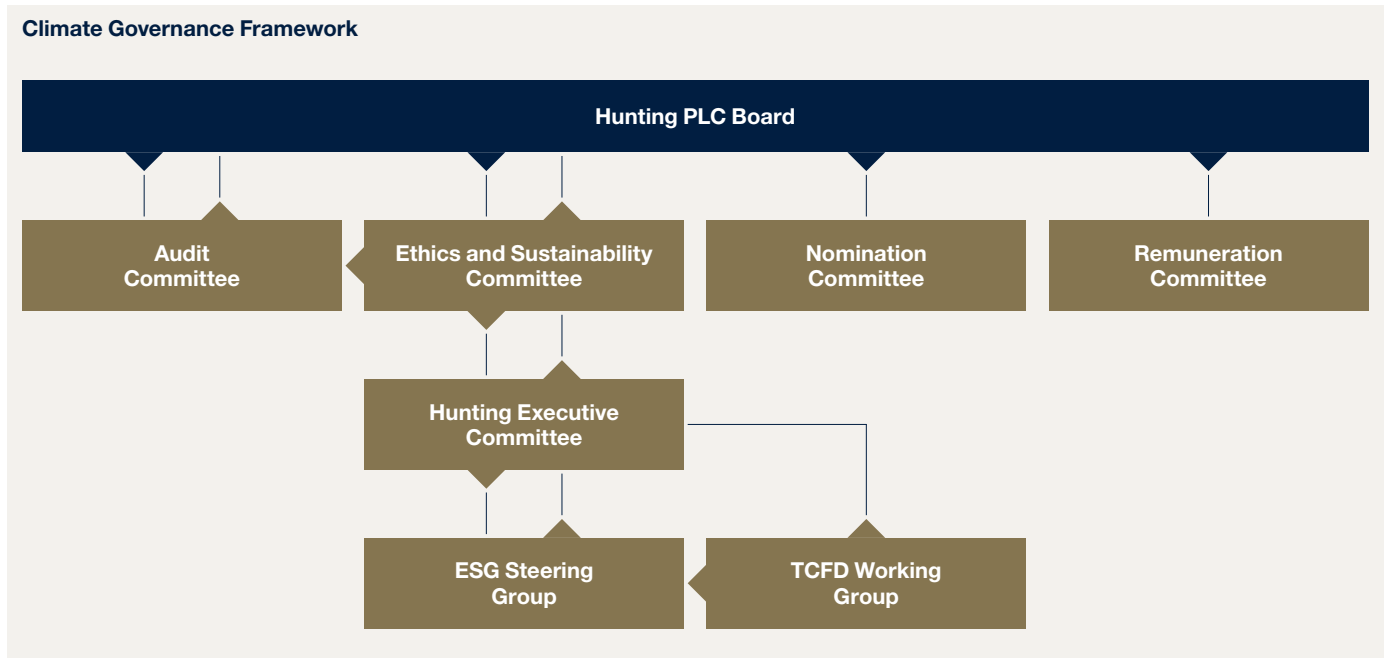 Climate Governance Framework
Hunting PLC Board
Audit
Committee
Ethics and Sustainability
Committee
Nomination
Committee
Remuneration
Committee
Hunting Executive
Committee
ESG Steering
Group
TCFD Working
Group